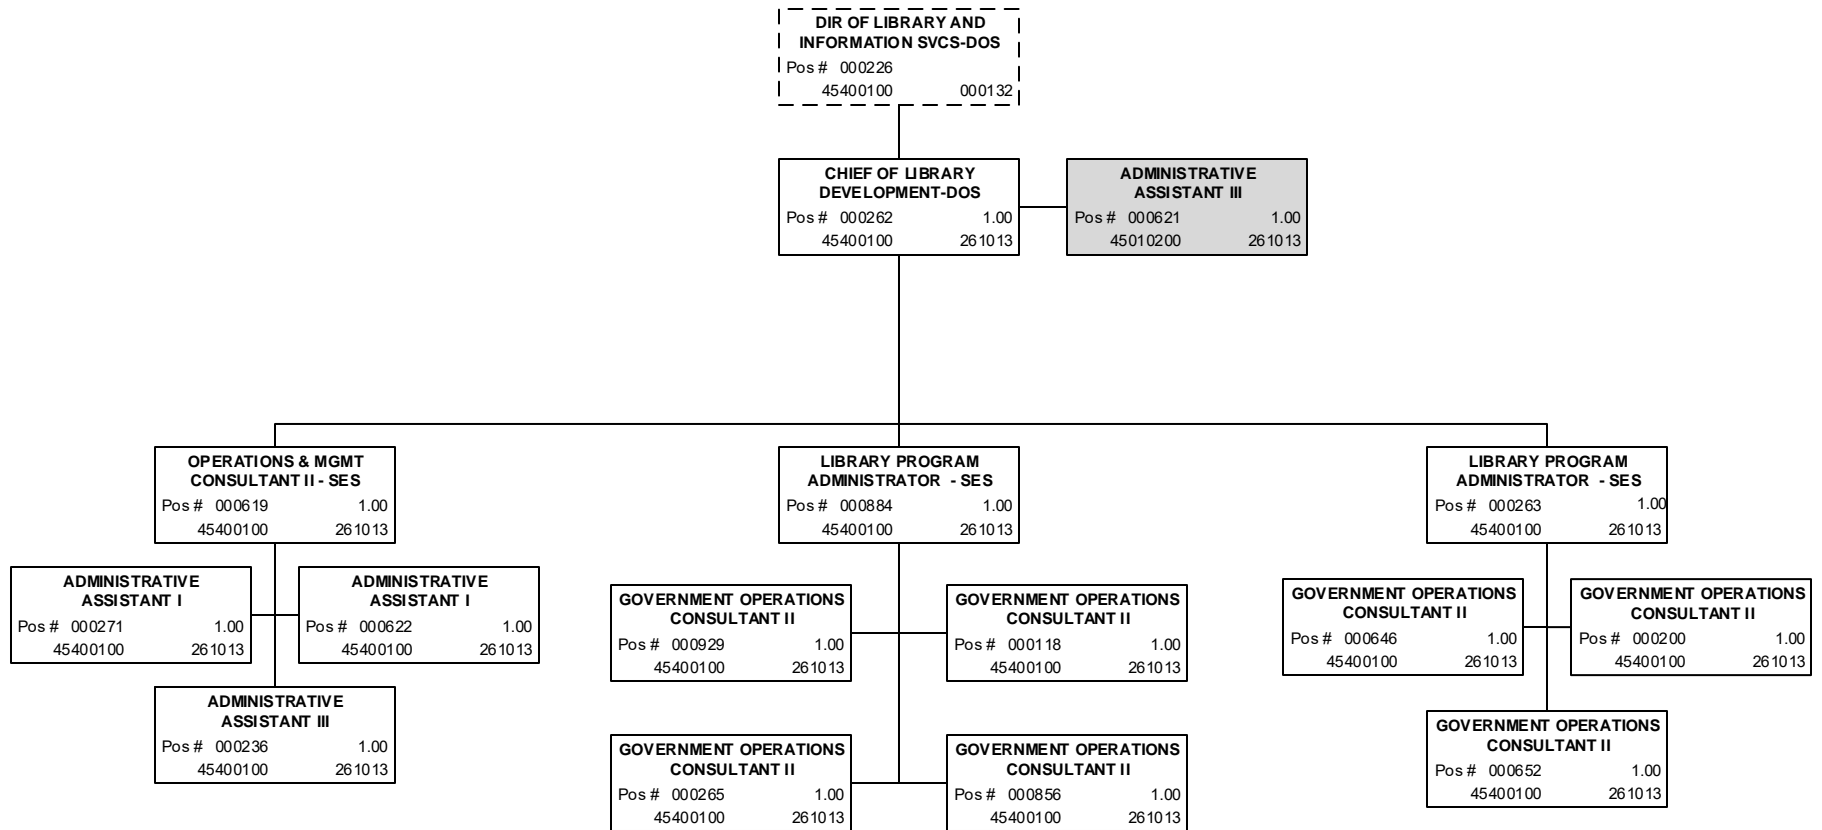 DIR OF LIBRARY AND
INFORMATION SVCS-DOS
Pos # 000226
45400100 000132
CHIEF OF LIBRARY
DEVELOPMENT-DOS
Pos # 000262 1.00
45400100 261013
ADMINISTRATIVE
ASSISTANT III
Pos # 000621 1.00
45010200 261013
OPERATIONS & MGMT
CONSULTANT II - SES
Pos # 000619 1.00
45400100 261013
LIBRARY PROGRAM
ADMINISTRATOR - SES
Pos # 000884 1.00
45400100 261013
LIBRARY PROGRAM
ADMINISTRATOR - SES
Pos # 000263 1.00
45400100 261013
ADMINISTRATIVE
ASSISTANT I
Pos # 000271 1.00
45400100 261013
ADMINISTRATIVE
ASSISTANT I
Pos # 000622 1.00
45400100 261013
GOVERNMENT OPERATIONS
CONSULTANT II
Pos # 000929 1.00
45400100 261013
GOVERNMENT OPERATIONS
CONSULTANT II
Pos # 000118 1.00
45400100 261013
GOVERNMENT OPERATIONS
CONSULTANT II
Pos # 000646 1.00
45400100 261013
GOVERNMENT OPERATIONS
CONSULTANT II
Pos # 000200 1.00
45400100 261013
ADMINISTRATIVE
ASSISTANT III
Pos # 000236 1.00
45400100 261013
GOVERNMENT OPERATIONS
CONSULTANT II
Pos # 000265 1.00
45400100 261013
GOVERNMENT OPERATIONS
CONSULTANT II
Pos # 000856 1.00
45400100 261013
GOVERNMENT OPERATIONS
CONSULTANT II
Pos # 000652 1.00
45400100 261013